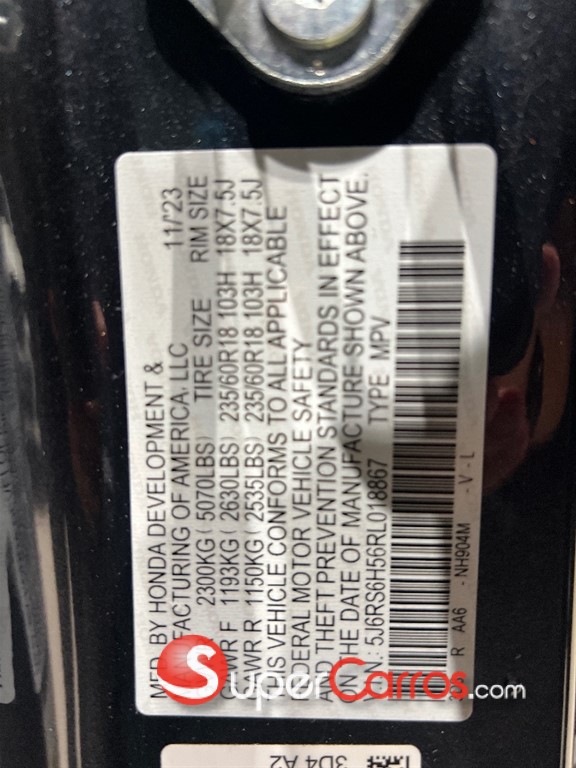 MFD. BY HONDA DEVELOPMENT &
MANUFACTURING OF AMERICA, LLC 11/'23
2300KG ( 5070LBS) TIRE SIZE RIM SIZE
GAWR F 1193KG ( 2630LBS) 235/60R18 103H 18X7.5J
GAWR R 1150KG ( 2535LBS) 235/60R18 103H 18X7.5J
THIS VEHICLE CONFORMS TO ALL APPLICABLE
FEDERAL MOTOR VEHICLE SAFETY
AND THEFT PREVENTION STANDARDS IN EFFECT
ON THE DATE OF MANUFACTURE SHOWN ABOVE.
V.I.N.: 5J6RS6H56RL018867 TYPE MPV
R AA6 - NH904M - V - L
3D4 A2
SuperCarros.com